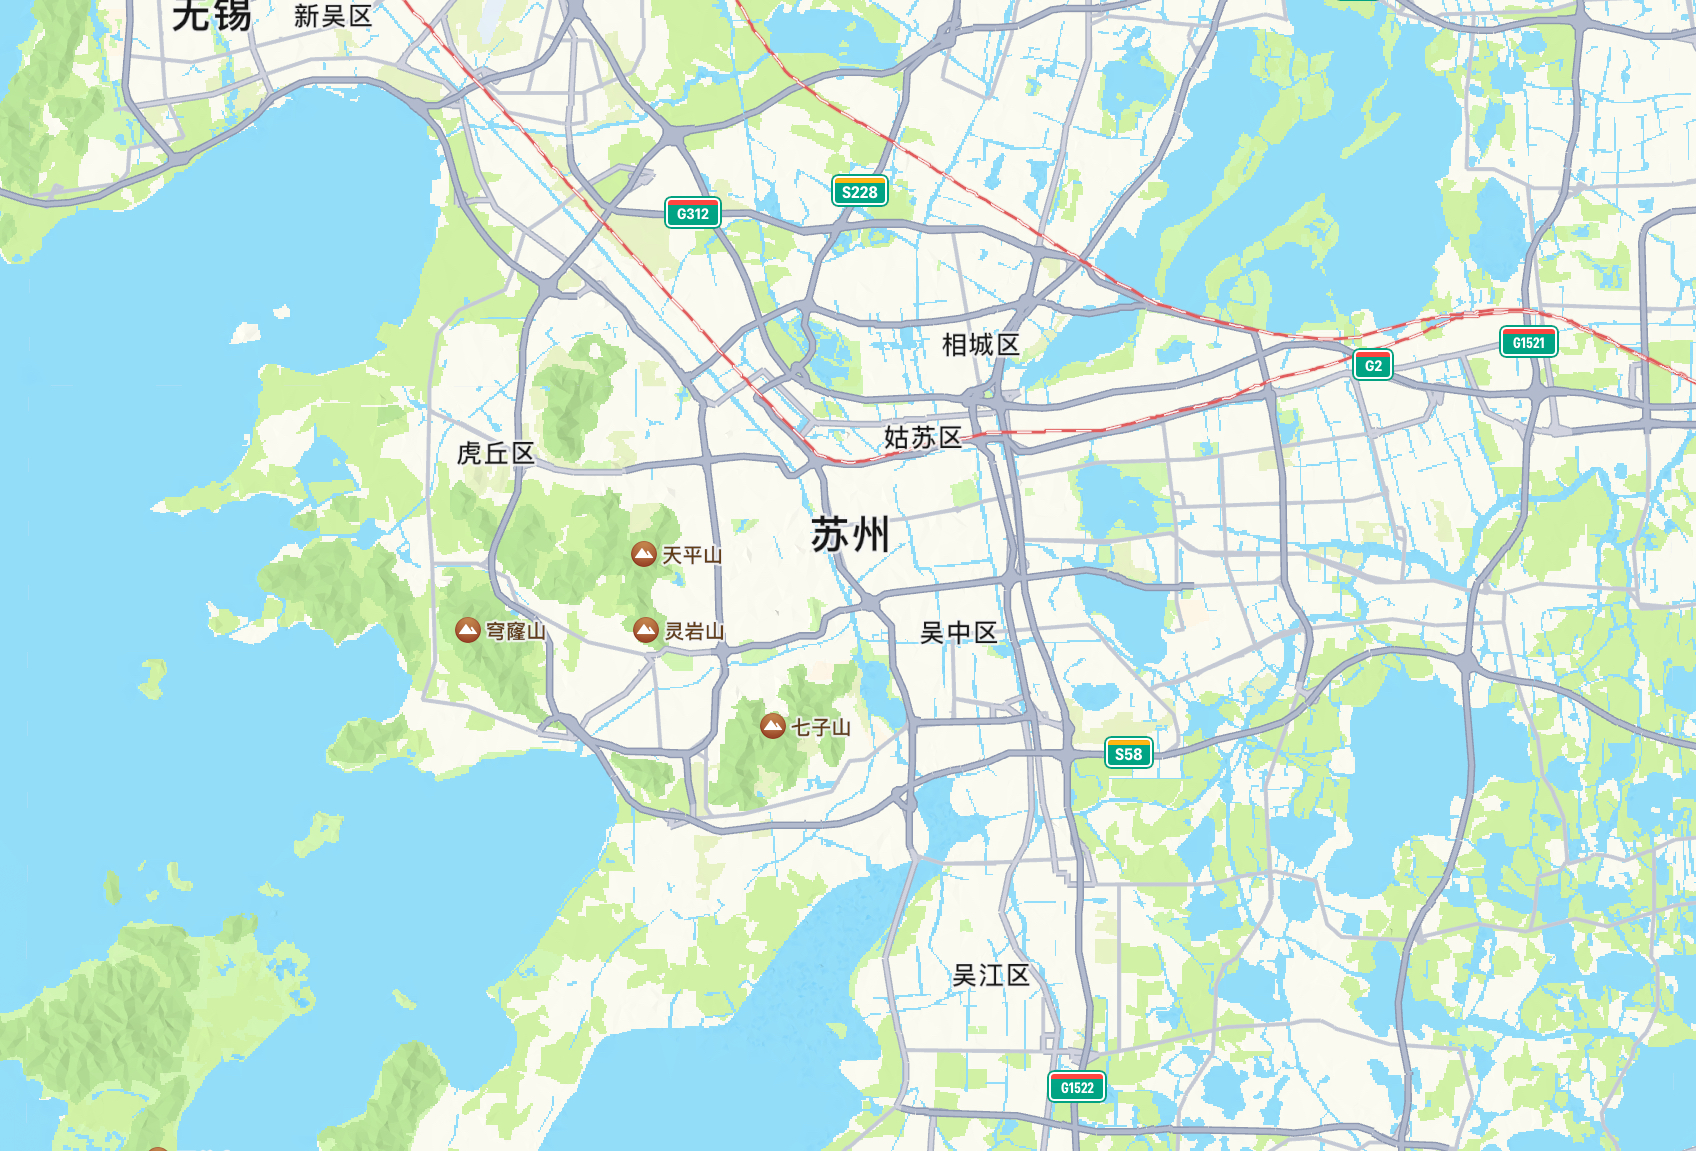 无锡
新吴区
S228
G312
相城区
G1521
G2
姑苏区
虎丘区
苏州
天平山
穹窿山
灵岩山
吴中区
七子山
S58
吴江区
G1522